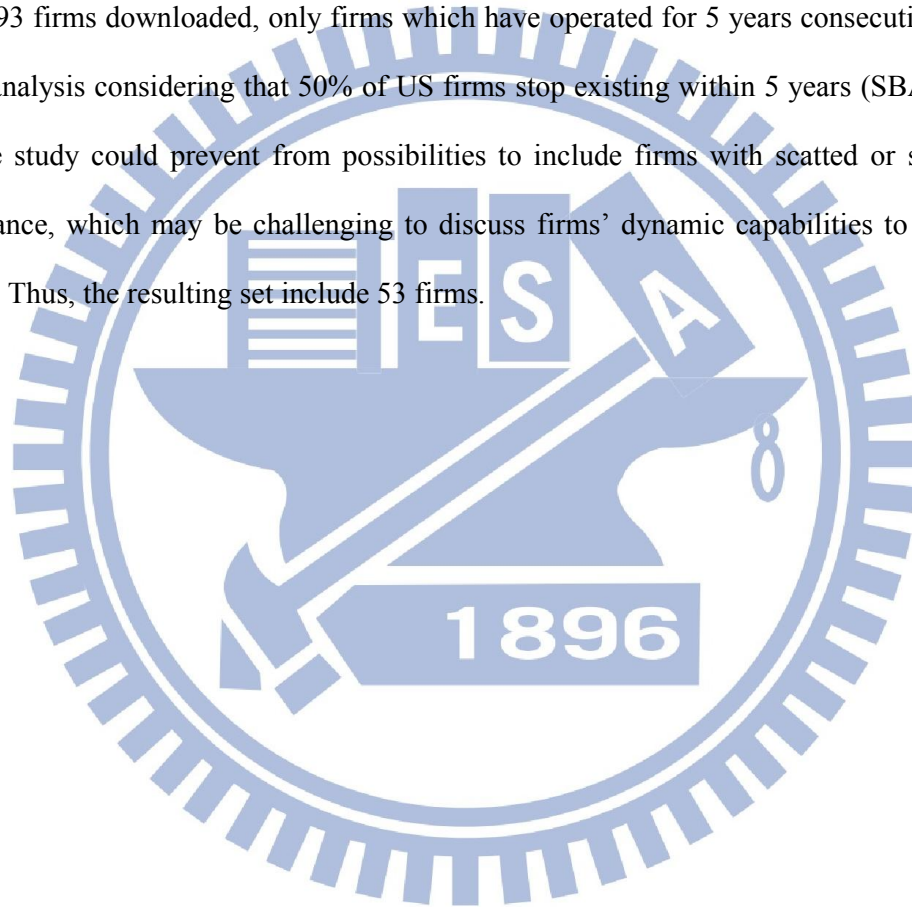 93 firms downloaded, only firms which have operated for 5 years consecuti
nalysis considering that 50% of US firms stop existing within 5 years (SBA
e study could prevent from possibilities to include firms with scatted or s
ance, which may be challenging to discuss firms’ dynamic capabilities to
Thus, the resulting set include 53 firms.
E S A
8
1896